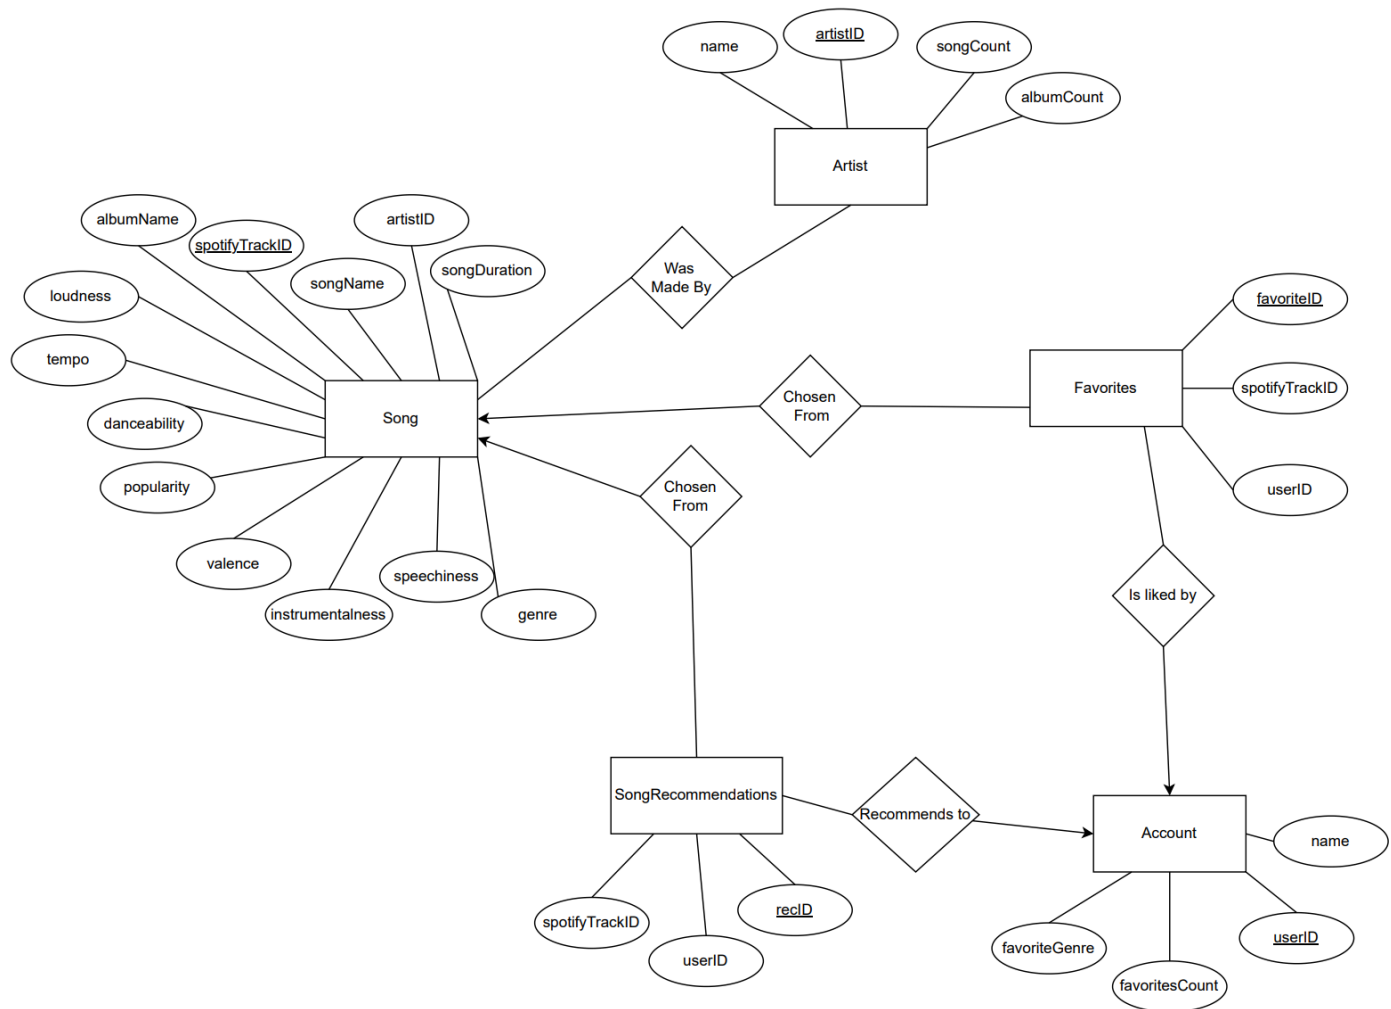 name
artistID
songCount
albumCount
Artist
albumName
spotifyTrackID
artistID
songName
songDuration
loudness
tempo
danceability
popularity
valence
instrumentalness
speechiness
genre
Song
Was
Made By
Chosen
From
Chosen
From
Favorites
favoriteID
spotifyTrackID
userID
Is liked by
SongRecommendations
Recommends to
Account
name
spotifyTrackID
userID
recID
favoriteGenre
favoritesCount
userID